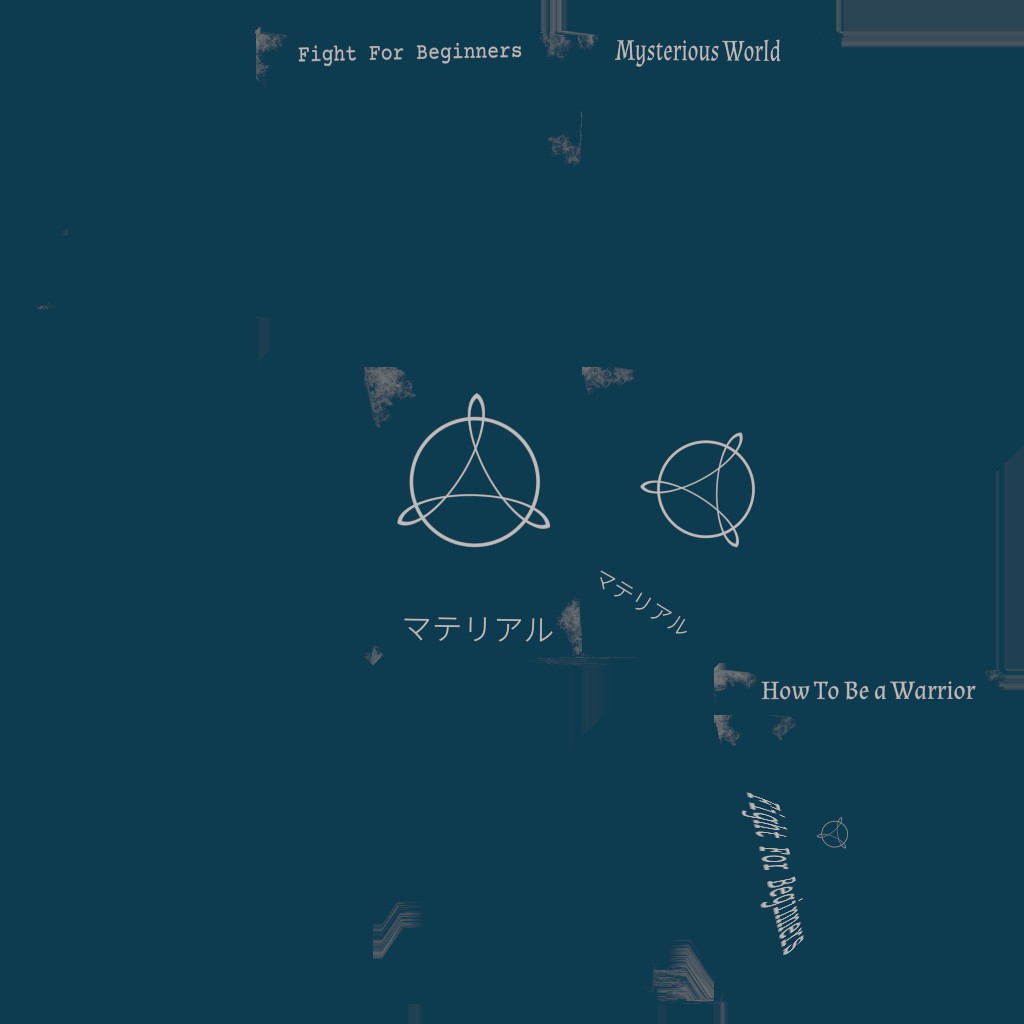 Fight For Beginners
Mysterious World
マテリアル
マテリアル
How To Be a Warrior
Fight For Beginners